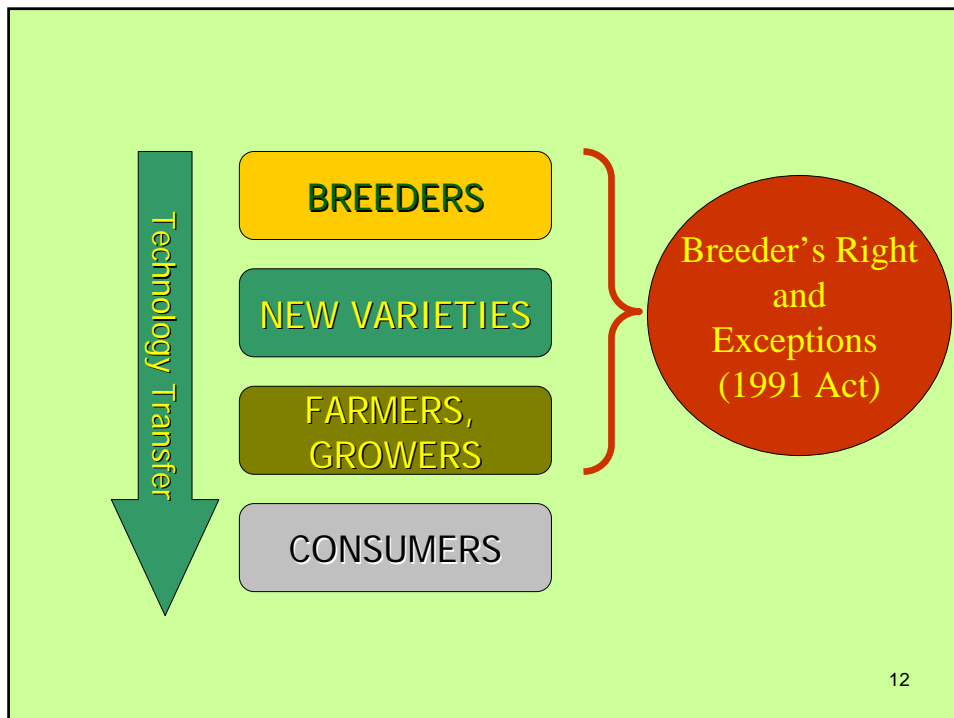 Technology Transfer
BREEDERS
NEW VARIETIES
FARMERS,
GROWERS
CONSUMERS
Breeder’s Right
and
Exceptions
(1991 Act)
12